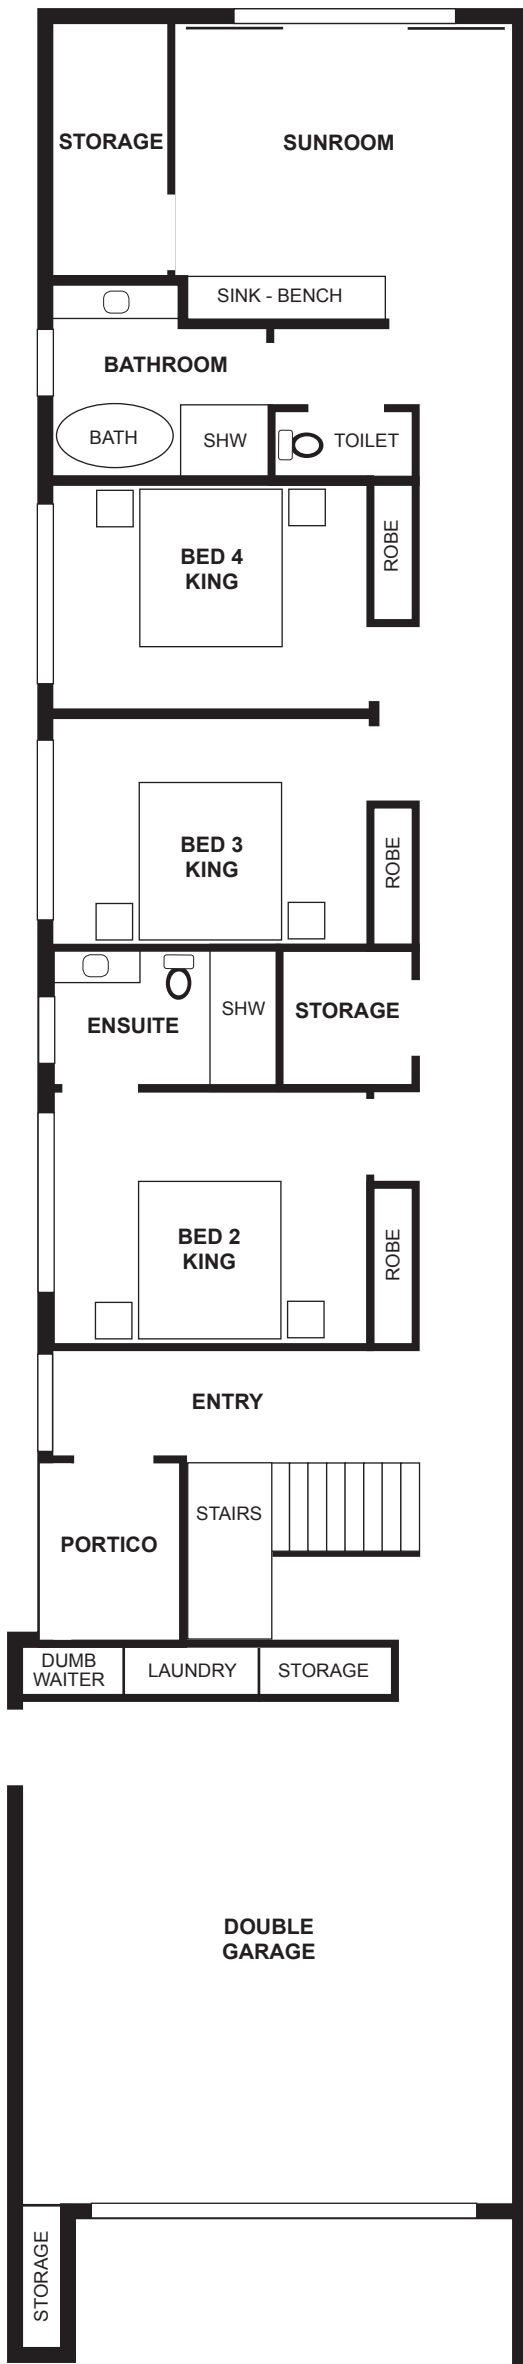 STORAGE
SUNROOM
SINK - BENCH
BATHROOM
BATH
SHW
TOILET
BED 4
KING
ROBE
BED 3
KING
ROBE
ENSUITE
SHW
STORAGE
BED 2
KING
ROBE
ENTRY
STAIRS
PORTICO
DUMB
WAITER
LAUNDRY
STORAGE
DOUBLE
GARAGE
STORAGE